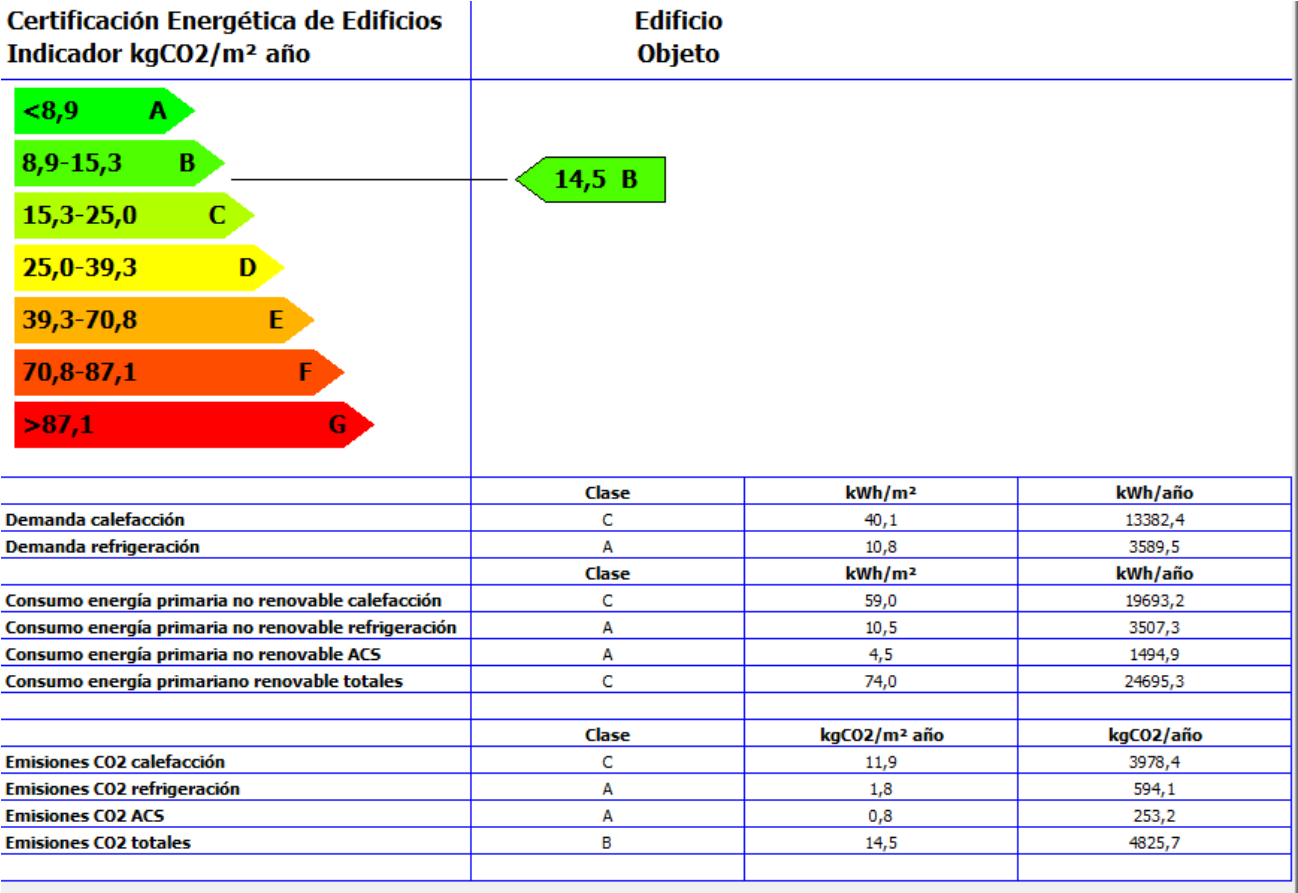 Certificación Energética de Edificios Edificio
Indicador kgCO2/m² año Objeto
<8,9 A
8,9-15,3 B
14,5 B
15,3-25,0 C
25,0-39,3 D
39,3-70,8 E
70,8-87,1 F
>87,1 G
Clase kWh/m² kWh/año
Demanda calefacción C 40,1 13382,4
Demanda refrigeración A 10,8 3589,5
Clase kWh/m² kWh/año
Consumo energía primaria no renovable calefacción C 59,0 19693,2
Consumo energía primaria no renovable refrigeración A 10,5 3507,3
Consumo energía primaria no renovable ACS A 4,5 1494,9
Consumo energía primariano renovable totales C 74,0 24695,3
Clase kgCO2/m² año kgCO2/año
Emisiones CO2 calefacción C 11,9 3978,4
Emisiones CO2 refrigeración A 1,8 594,1
Emisiones CO2 ACS A 0,8 253,2
Emisiones CO2 totales B 14,5 4825,7